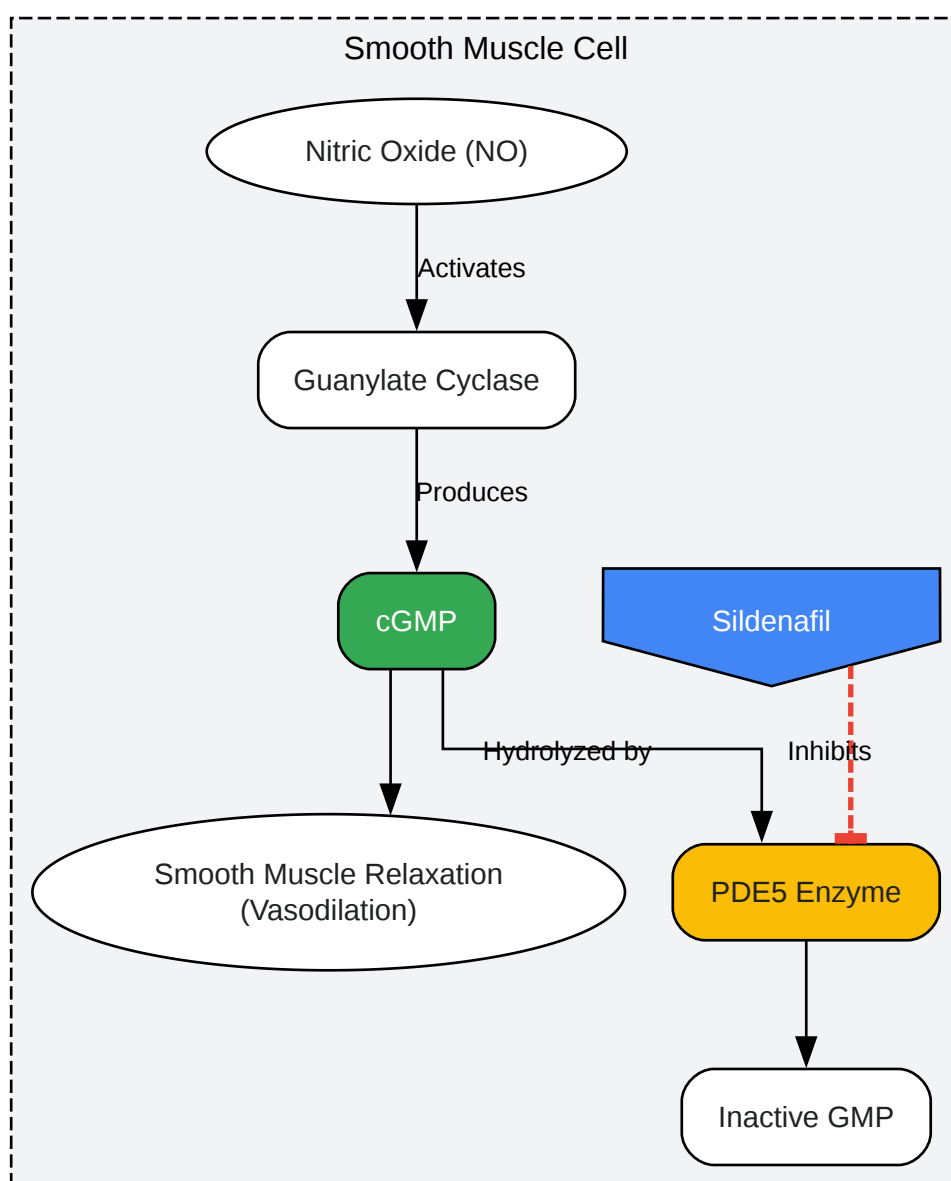 Smooth Muscle Cell
Nitric Oxide (NO)
Activates
Guanylate Cyclase
Produces
cGMP
Sildenafil
Hydrolyzed by
Inhibits
Smooth Muscle Relaxation
(Vasodilation)
PDE5 Enzyme
Inactive GMP